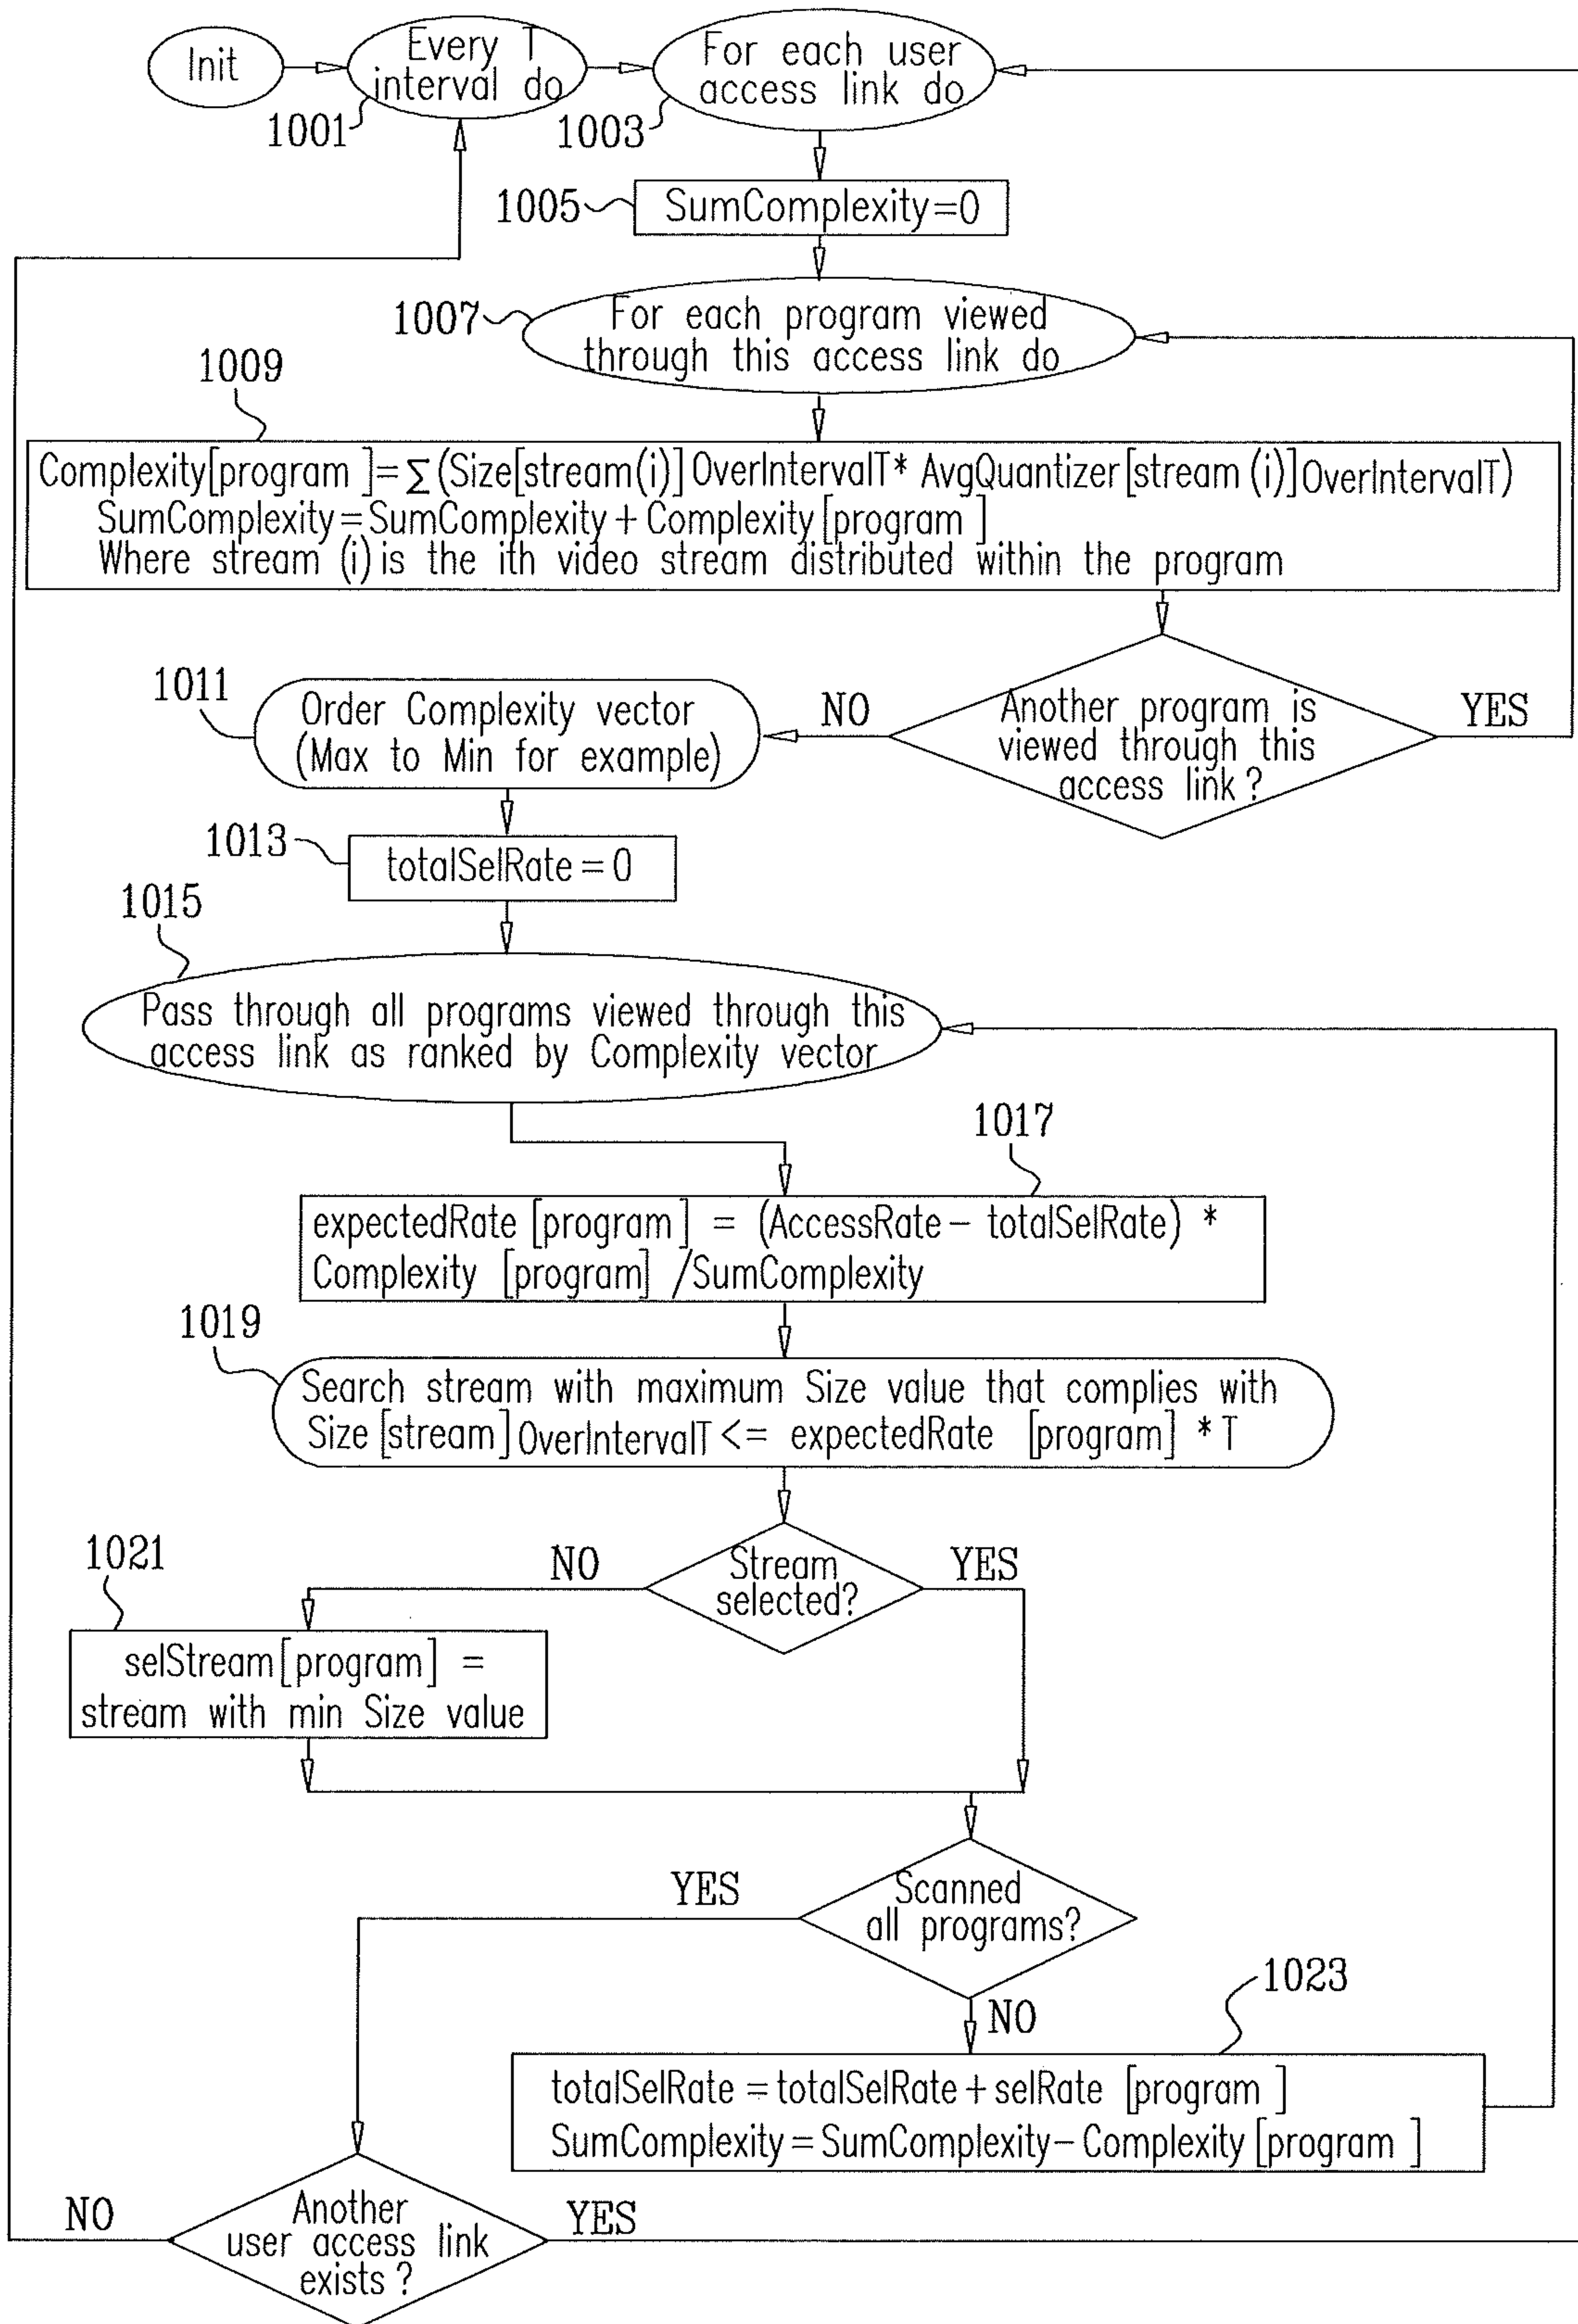 Init
Every T
interval do
1001
For each user
access link do
1003
1005
SumComplexity=0
1007
For each program viewed
through this access link do
1009
Complexity[program]=∑(Size[stream(i)]OverIntervalT* AvgQuantizer[stream (i)]OverIntervalT)
SumComplexity=SumComplexity+Complexity[program]
Where stream (i) is the ith video stream distributed within the program
1011
Order Complexity vector
(Max to Min for example)
NO
Another program is
viewed through this
access link?
YES
1013
totalSelRate=0
1015
Pass through all programs viewed through this
access link as ranked by Complexity vector
1017
expectedRate [program] = (AccessRate- totalSelRate) *
Complexity [program] /SumComplexity
1019
Search stream with maximum Size value that complies with
Size[stream]OverIntervalT <= expectedRate [program] *T
1021
NO
Stream
selected?
YES
selStream[program] =
stream with min Size value
YES
Scanned
all programs?
NO
1023
totalSelRate=totalSelRate+selRate [program]
SumComplexity=SumComplexity-Complexity[program]
NO
Another
user access link
exists?
YES